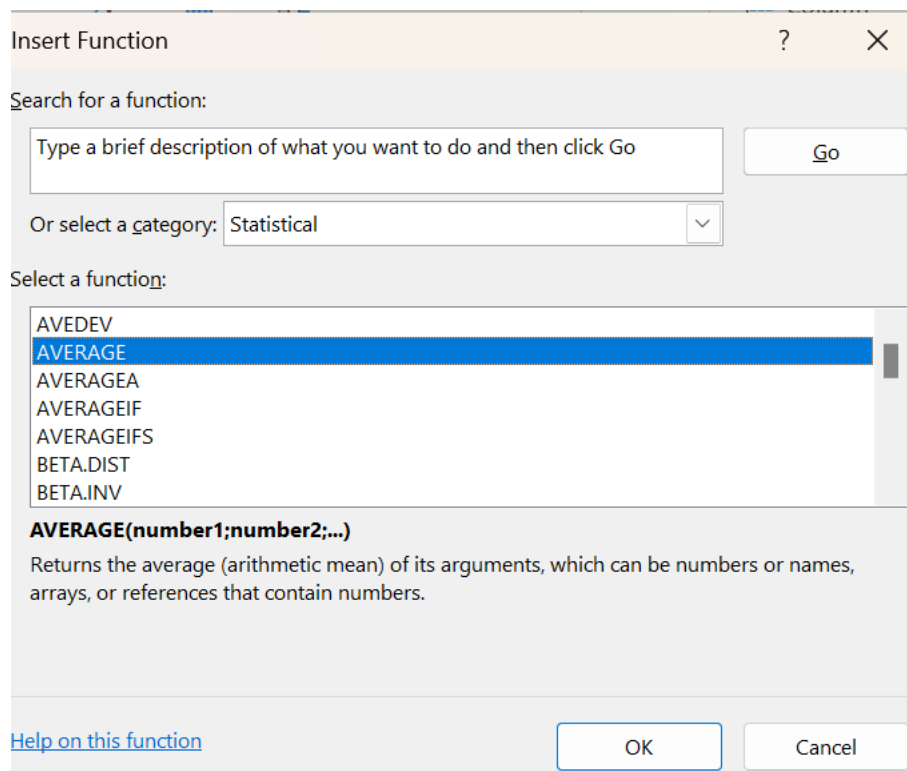 Insert Function ?
Search for a function:
Type a brief description of what you want to do and then click Go
Go
Or select a category: Statistical
Select a function:
AVEDEV
AVERAGE
AVERAGEA
AVERAGEIF
AVERAGEIFS
BETA.DIST
BETA.INV
AVERAGE(number1;number2;...)
Returns the average (arithmetic mean) of its arguments, which can be numbers or names,
arrays, or references that contain numbers.
Help on this function
OK
Cancel